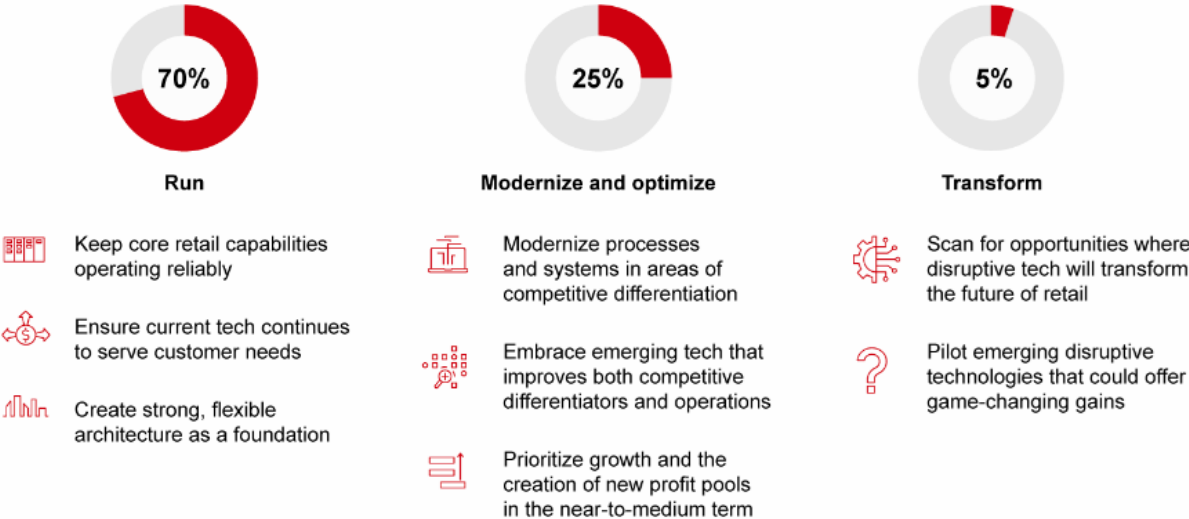 70%
Run
Keep core retail capabilities
operating reliably
Ensure current tech continues
to serve customer needs
Create strong, flexible
architecture as a foundation
25%
Modernize and optimize
Modernize processes
and systems in areas of
competitive differentiation
Embrace emerging tech that
improves both competitive
differentiators and operations
Prioritize growth and the
creation of new profit pools
in the near-to-medium term
5%
Transform
Scan for opportunities where
disruptive tech will transform
the future of retail
Pilot emerging disruptive
technologies that could offer
game-changing gains